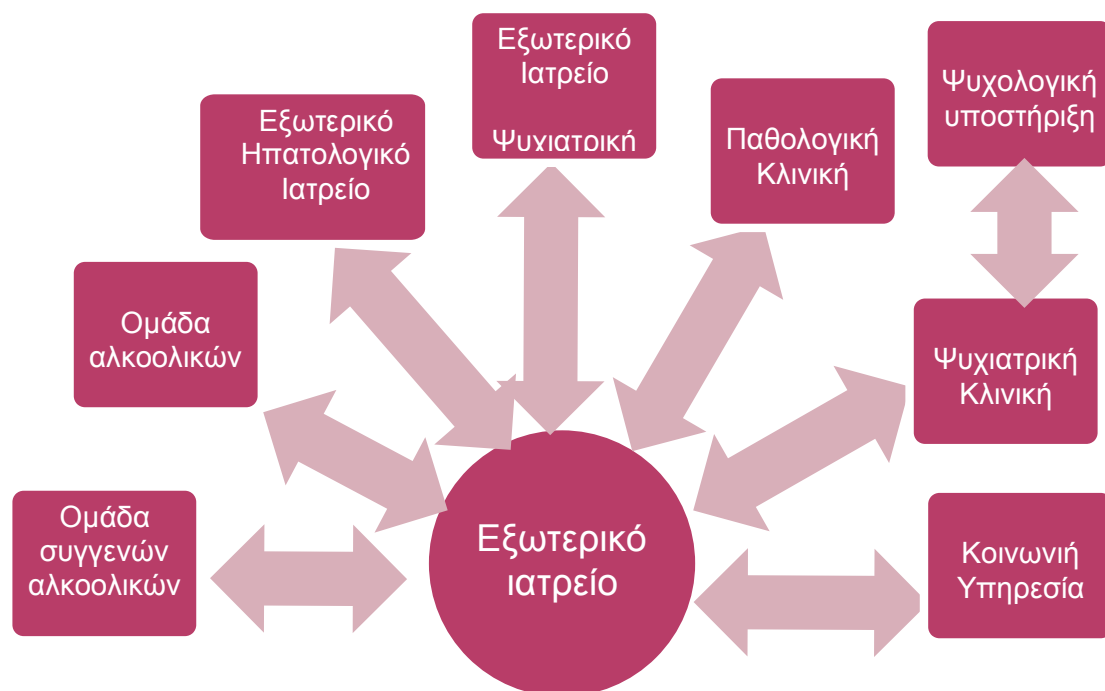 Εξωτερικό
Ιατρείο
Ψυχιατρική
Ψυχολογική
υποστήριξη
Εξωτερικό
Ηπατολογικό
Ιατρείο
Παθολογική
Κλινική
Ομάδα
αλκοολικών
Ψυχιατρική
Κλινική
Ομάδα
συγγενών
αλκοολικών
Εξωτερικό
ιατρείο
Κοινωνιή
Υπηρεσία